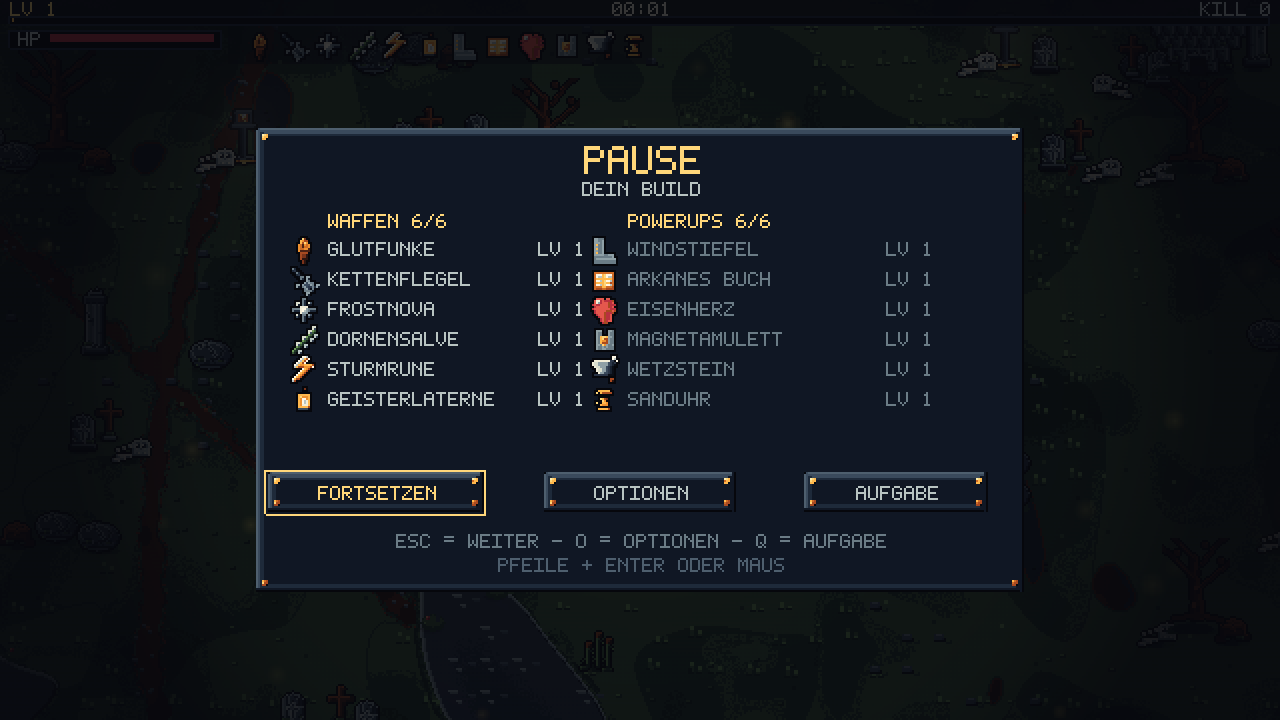 LV 1 00:01 KILL 0
HP
PAUSE
DEIN BUILD
WAFFEN 6/6 POWERUPS 6/6
GLUTFUNKE LV 1 WINDSTIEFEL LV 1
KETTENFLEGEL LV 1 ARKANES BUCH LV 1
FROSTNOVA LV 1 EISENHERZ LV 1
DORNENSALVE LV 1 MAGNETAMULETT LV 1
STURMRUNE LV 1 WETZSTEIN LV 1
GEISTERLATERNE LV 1 SANDUHR LV 1
FORTSETZEN OPTIONEN AUFGABE
ESC = WEITER - O = OPTIONEN - Q = AUFGABE
PFEILE + ENTER ODER MAUS